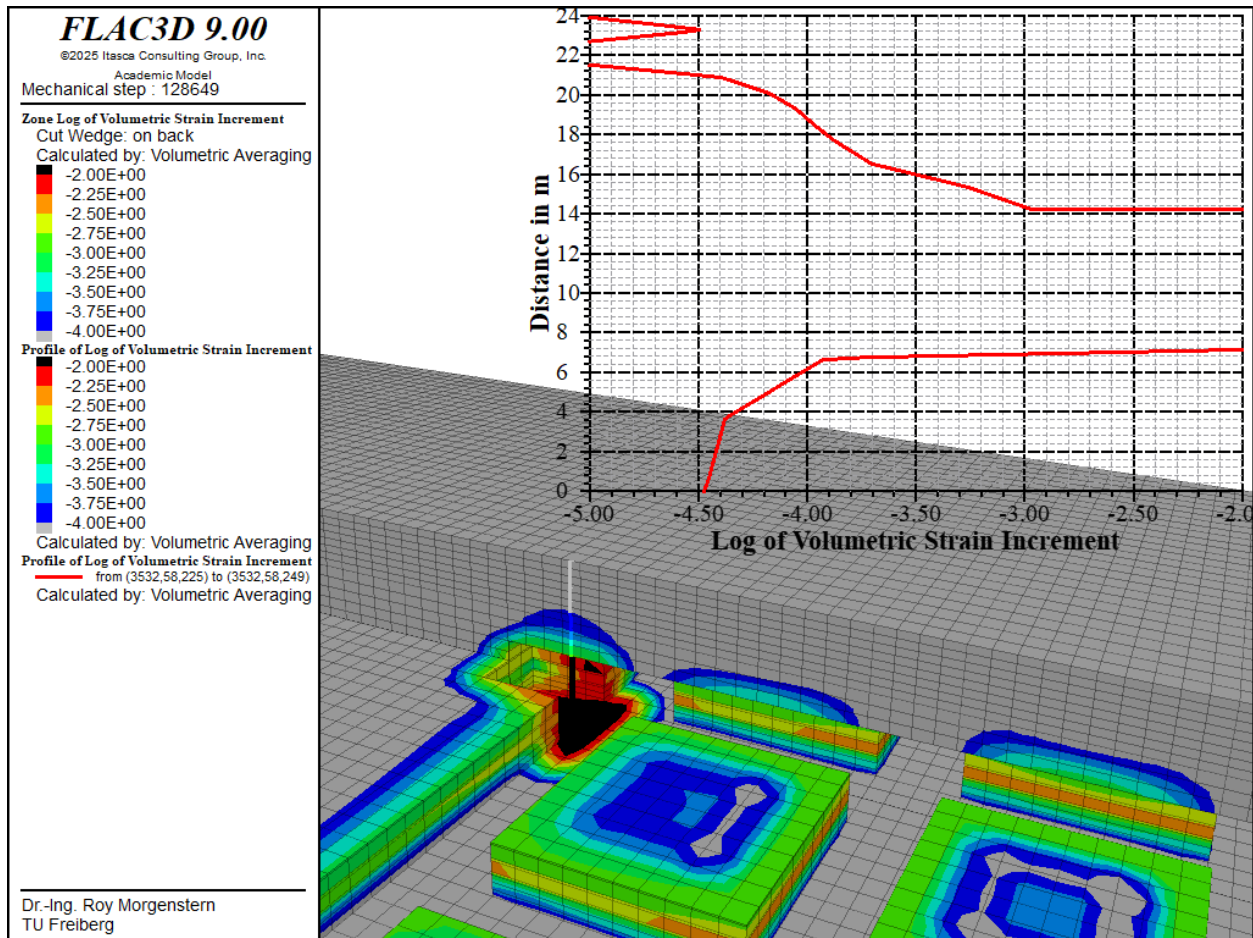 FLAC3D 9.00
©2025 Itasca Consulting Group, Inc.
Academic Model
Mechanical step : 128649
Zone Log of Volumetric Strain Increment
Cut Wedge: on back
Calculated by: Volumetric Averaging
-2.00E+00
-2.25E+00
-2.50E+00
-2.75E+00
-3.00E+00
-3.25E+00
-3.50E+00
-3.75E+00
-4.00E+00
Profile of Log of Volumetric Strain Increment
-2.00E+00
-2.25E+00
-2.50E+00
-2.75E+00
-3.00E+00
-3.25E+00
-3.50E+00
-3.75E+00
-4.00E+00
Calculated by: Volumetric Averaging
Profile of Log of Volumetric Strain Increment
from (3532,58,225) to (3532,58,249)
Calculated by: Volumetric Averaging
Dr.-Ing. Roy Morgenstern
TU Freiberg
Distance in m
24
22
20
18
16
14
12
10
8
6
4
2
0
-5.00 -4.50 -4.00 -3.50 -3.00 -2.50 -2.0
Log of Volumetric Strain Increment